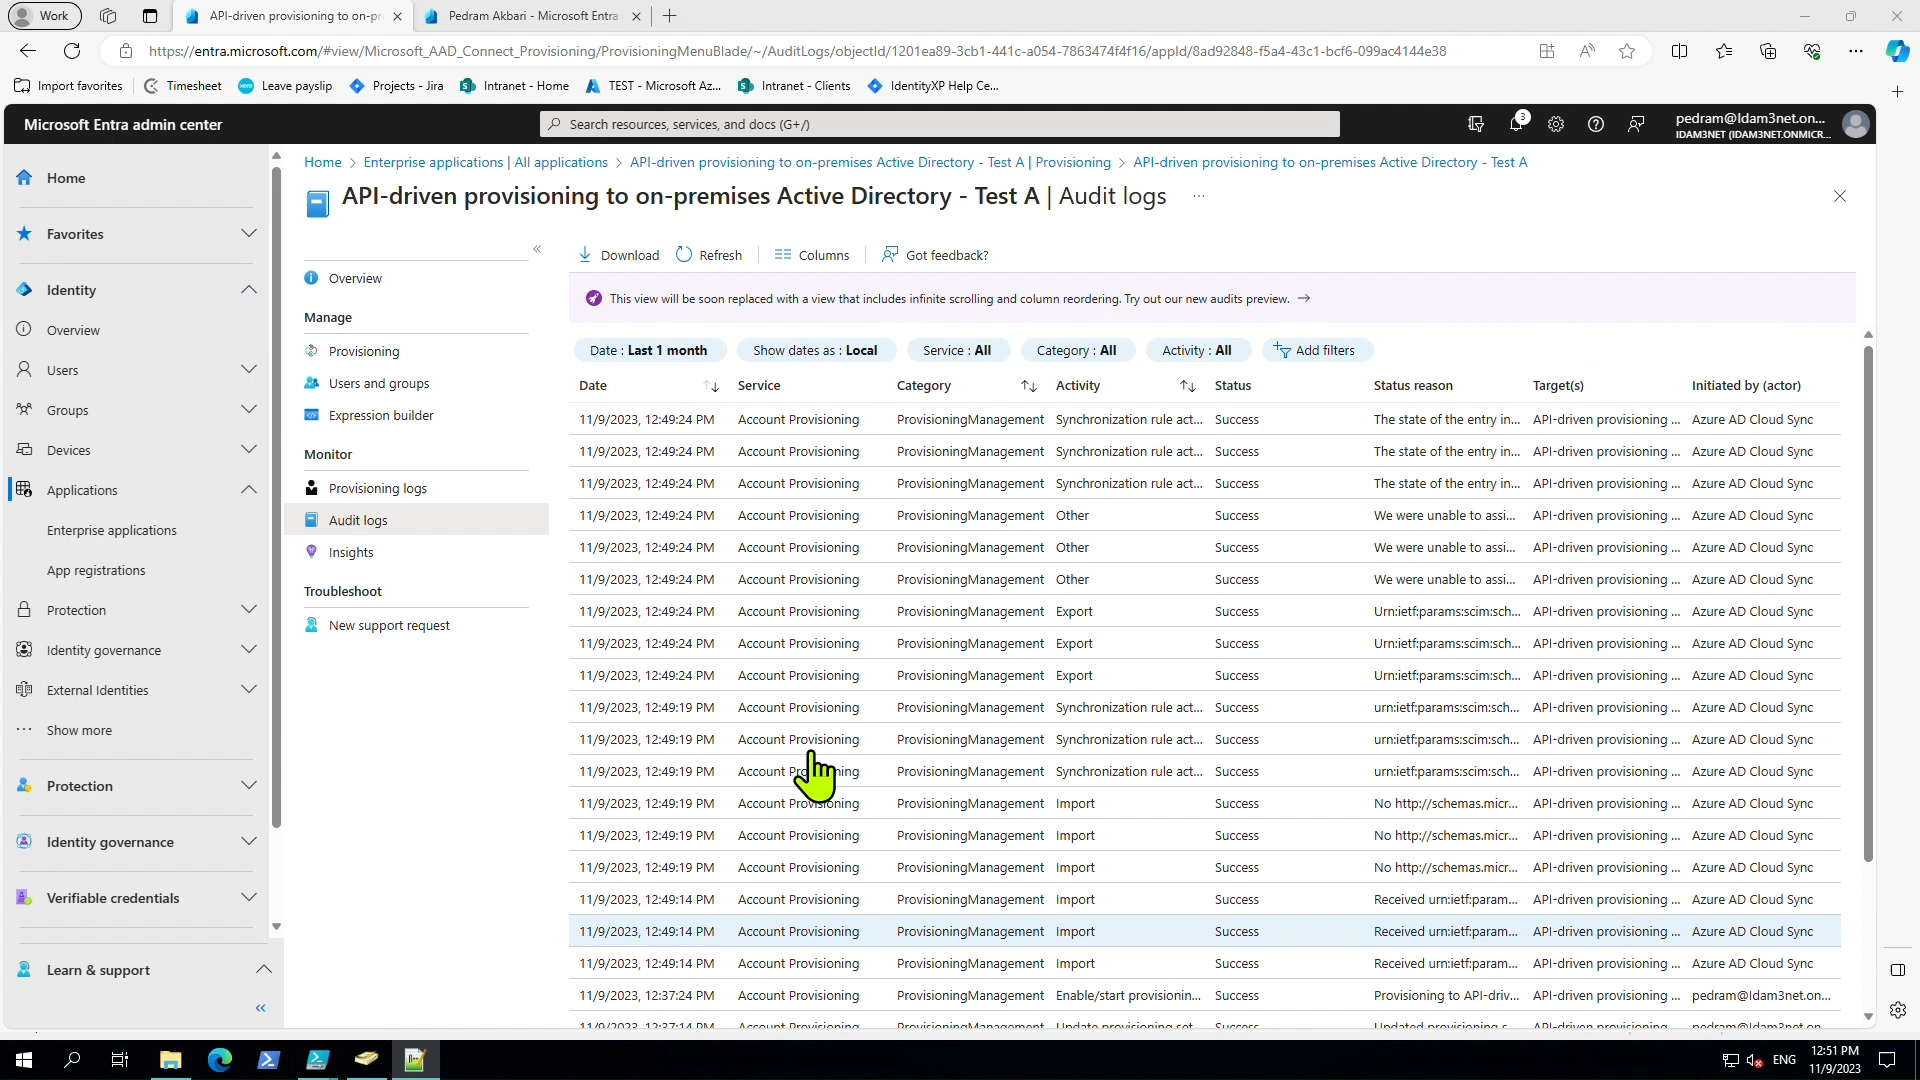 Work
API-driven provisioning to on-pr
Pedram Akbari - Microsoft Entra
https://entra.microsoft.com/#view/Microsoft_AAD_Connect_Provisioning/ProvisioningMenuBlade/~/AuditLogs/objectId/1201ea89-3cb1-441c-a054-7863474f4f16/appId/8ad92848-f5a4-43c1-bcf6-099ac4144e38
Import favorites Timesheet Leave payslip Projects - Jira Intranet - Home TEST - Microsoft Az... Intranet - Clients IdentityXP Help Ce...
Microsoft Entra admin center
Search resources, services, and docs (G+/)
3
pedram@Idam3net.on...
IDAM3NET (IDAM3NET.ONMICR...
Home
Favorites
Identity
Overview
Users
Groups
Devices
Applications
Enterprise applications
App registrations
Protection
Identity governance
External Identities
Show more
Protection
Identity governance
Verifiable credentials
Learn & support
Home > Enterprise applications | All applications > API-driven provisioning to on-premises Active Directory - Test A | Provisioning > API-driven provisioning to on-premises Active Directory - Test A
API-driven provisioning to on-premises Active Directory - Test A | Audit logs ...
Overview
Manage
Provisioning
Users and groups
Expression builder
Monitor
Provisioning logs
Audit logs
Insights
Troubleshoot
New support request
Download Refresh Columns Got feedback?
This view will be soon replaced with a view that includes infinite scrolling and column reordering. Try out our new audits preview. →
Date : Last 1 month Show dates as : Local Service : All Category : All Activity : All Add filters
Date Service Category Activity Status Status reason Target(s) Initiated by (actor)
11/9/2023, 12:49:24 PM Account Provisioning ProvisioningManagement Synchronization rule act... Success The state of the entry in... API-driven provisioning ... Azure AD Cloud Sync
11/9/2023, 12:49:24 PM Account Provisioning ProvisioningManagement Synchronization rule act... Success The state of the entry in... API-driven provisioning ... Azure AD Cloud Sync
11/9/2023, 12:49:24 PM Account Provisioning ProvisioningManagement Synchronization rule act... Success The state of the entry in... API-driven provisioning ... Azure AD Cloud Sync
11/9/2023, 12:49:24 PM Account Provisioning ProvisioningManagement Other Success We were unable to assi... API-driven provisioning ... Azure AD Cloud Sync
11/9/2023, 12:49:24 PM Account Provisioning ProvisioningManagement Other Success We were unable to assi... API-driven provisioning ... Azure AD Cloud Sync
11/9/2023, 12:49:24 PM Account Provisioning ProvisioningManagement Other Success We were unable to assi... API-driven provisioning ... Azure AD Cloud Sync
11/9/2023, 12:49:24 PM Account Provisioning ProvisioningManagement Export Success Urn:ietf:params:scim:sch... API-driven provisioning ... Azure AD Cloud Sync
11/9/2023, 12:49:24 PM Account Provisioning ProvisioningManagement Export Success Urn:ietf:params:scim:sch... API-driven provisioning ... Azure AD Cloud Sync
11/9/2023, 12:49:24 PM Account Provisioning ProvisioningManagement Export Success Urn:ietf:params:scim:sch... API-driven provisioning ... Azure AD Cloud Sync
11/9/2023, 12:49:19 PM Account Provisioning ProvisioningManagement Synchronization rule act... Success urn:ietf:params:scim:sch... API-driven provisioning ... Azure AD Cloud Sync
11/9/2023, 12:49:19 PM Account Provisioning ProvisioningManagement Synchronization rule act... Success urn:ietf:params:scim:sch... API-driven provisioning ... Azure AD Cloud Sync
11/9/2023, 12:49:19 PM Account Provisioning ProvisioningManagement Synchronization rule act... Success urn:ietf:params:scim:sch... API-driven provisioning ... Azure AD Cloud Sync
11/9/2023, 12:49:19 PM Account Provisioning ProvisioningManagement Import Success No http://schemas.micr... API-driven provisioning ... Azure AD Cloud Sync
11/9/2023, 12:49:19 PM Account Provisioning ProvisioningManagement Import Success No http://schemas.micr... API-driven provisioning ... Azure AD Cloud Sync
11/9/2023, 12:49:19 PM Account Provisioning ProvisioningManagement Import Success No http://schemas.micr... API-driven provisioning ... Azure AD Cloud Sync
11/9/2023, 12:49:14 PM Account Provisioning ProvisioningManagement Import Success Received urn:ietf:param... API-driven provisioning ... Azure AD Cloud Sync
11/9/2023, 12:49:14 PM Account Provisioning ProvisioningManagement Import Success Received urn:ietf:param... API-driven provisioning ... Azure AD Cloud Sync
11/9/2023, 12:49:14 PM Account Provisioning ProvisioningManagement Import Success Received urn:ietf:param... API-driven provisioning ... Azure AD Cloud Sync
11/9/2023, 12:37:24 PM Account Provisioning ProvisioningManagement Enable/start provisionin... Success Provisioning to API-driv... API-driven provisioning ... pedram@Idam3net.on...
11/9/2023, 12:37:14 PM Account Provisioning ProvisioningManagement Update provisioning set... Success Updated provisioning s... API-driven provisioning ... pedram@Idam3net.on...
ENG
12:51 PM
11/9/2023